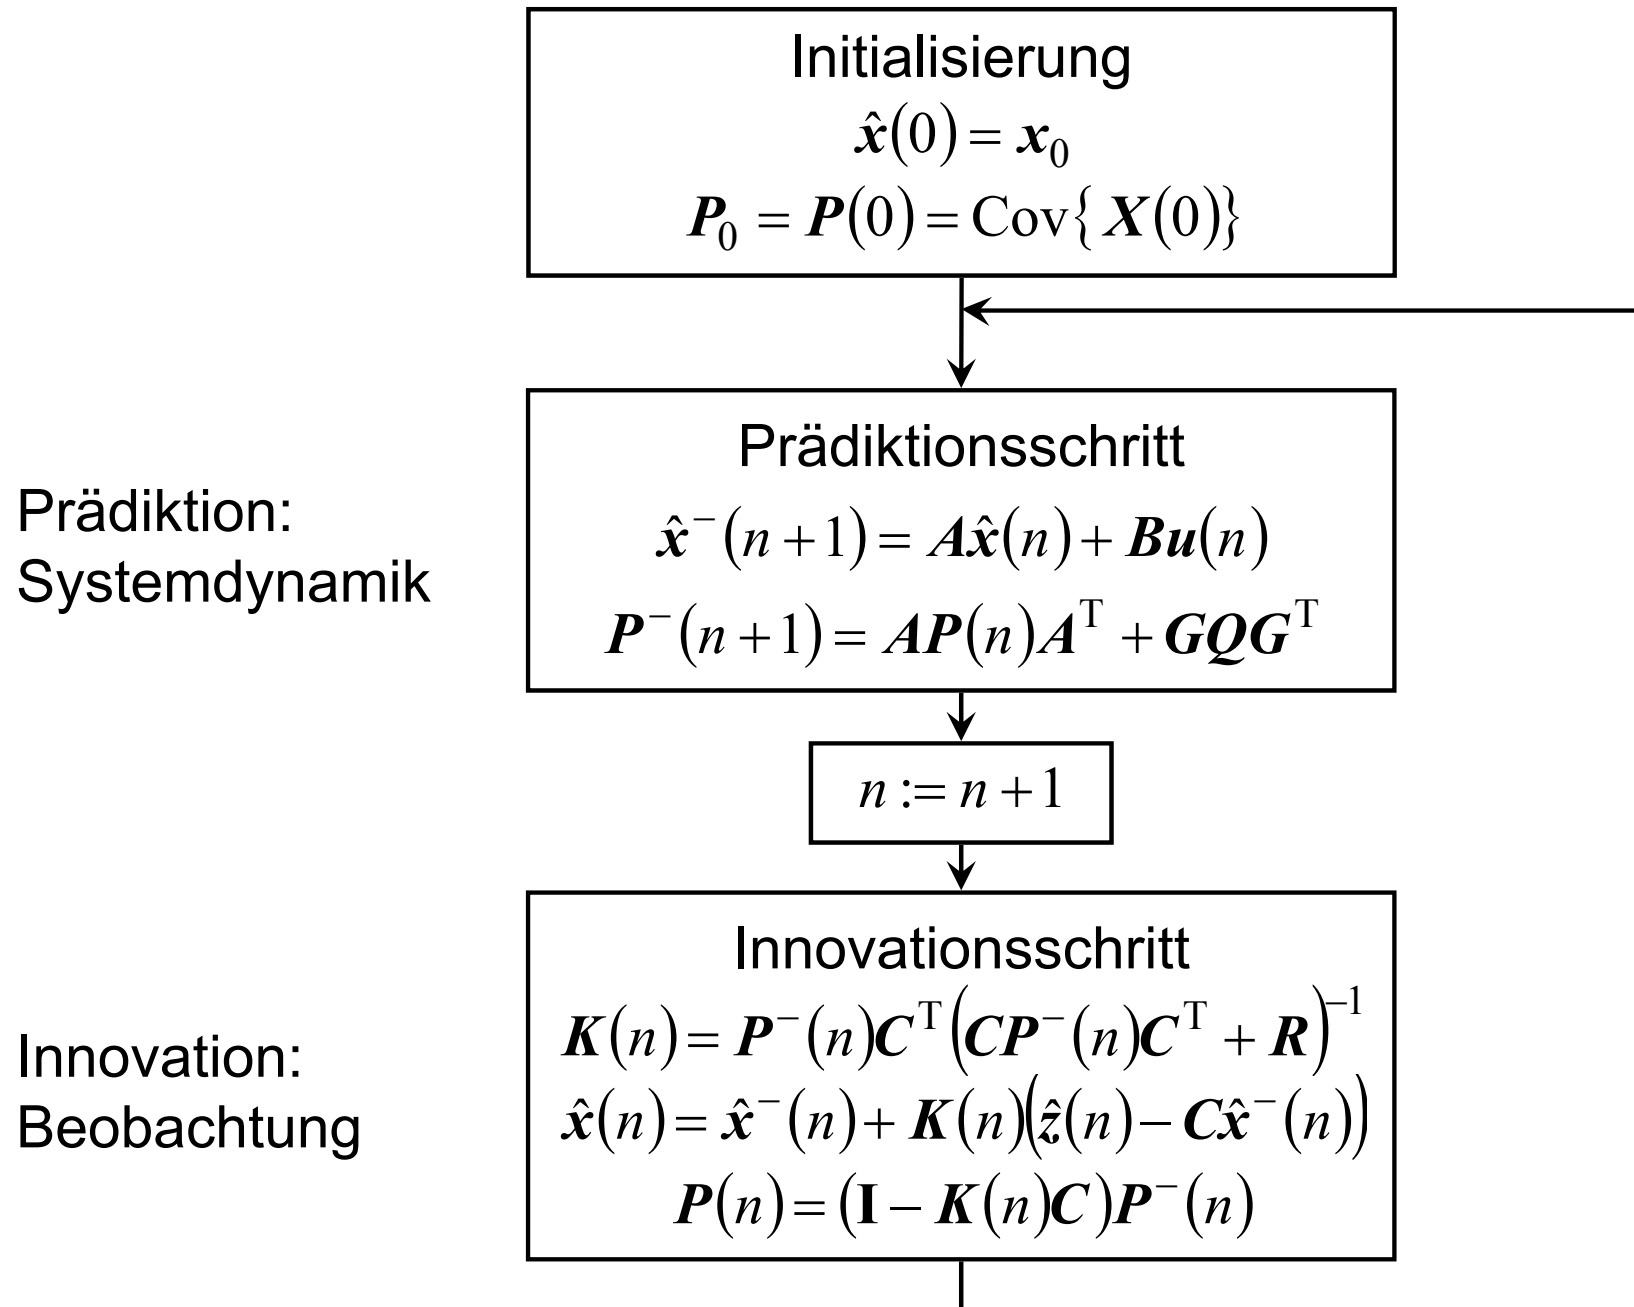 Initialisierung
x̂(0) = x₀
P₀ = P(0) = Cov{X(0)}
Prädiktion:
Systemdynamik
Prädiktionsschritt
x̂⁻(n+1) = Ax̂(n) + Bu(n)
P⁻(n+1) = AP(n)Aᵀ + GQGᵀ
n := n+1
Innovation:
Beobachtung
Innovationsschritt
K(n) = P⁻(n)Cᵀ(CP⁻(n)Cᵀ + R)⁻¹
x̂(n) = x̂⁻(n) + K(n)(ẑ(n) − Cx̂⁻(n))
P(n) = (I − K(n)C)P⁻(n)